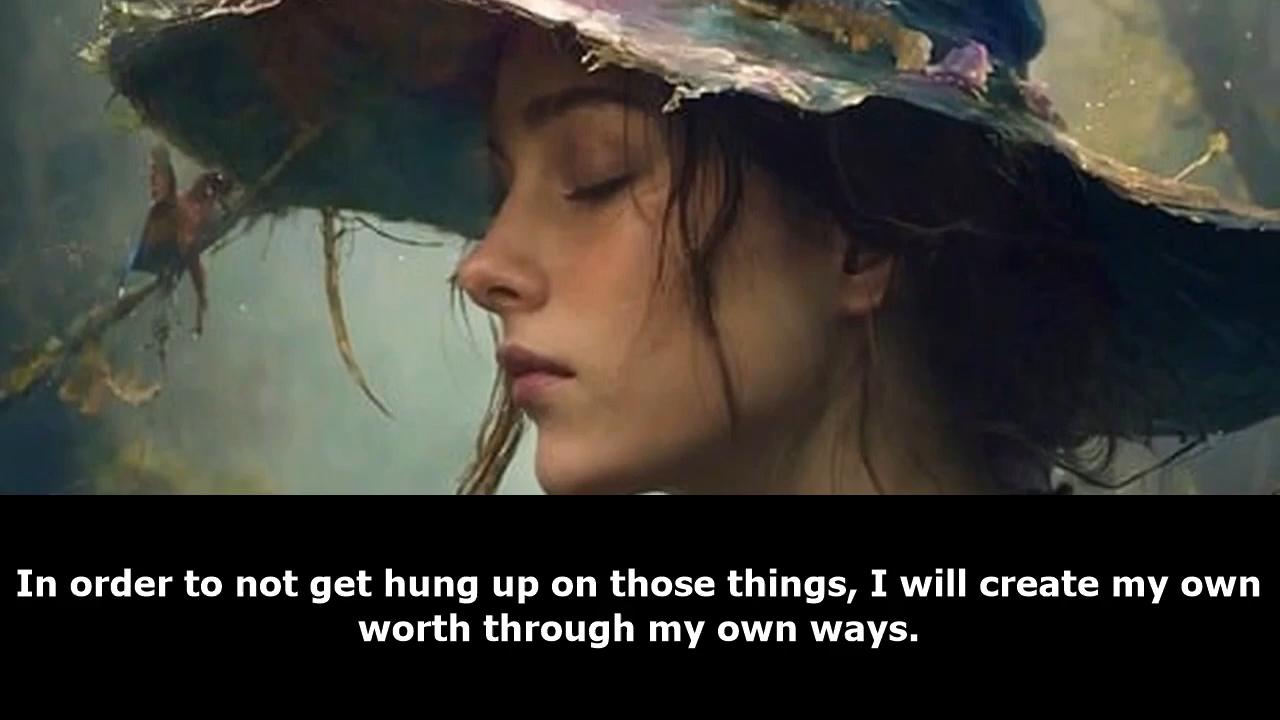 In order to not get hung up on those things, I will create my own
worth through my own ways.